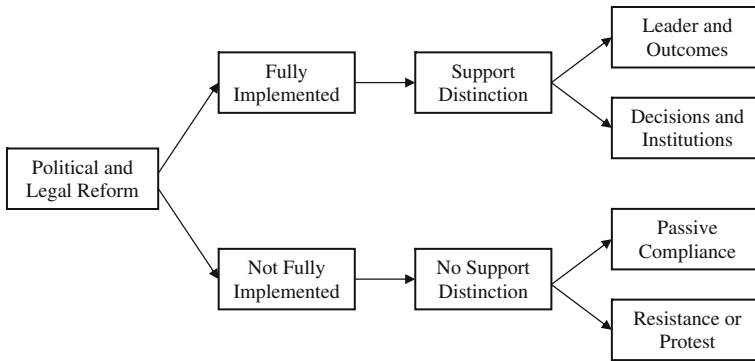 Political and
Legal Reform
Fully
Implemented
Support
Distinction
Leader and
Outcomes
Decisions and
Institutions
Not Fully
Implemented
No Support
Distinction
Passive
Compliance
Resistance or
Protest